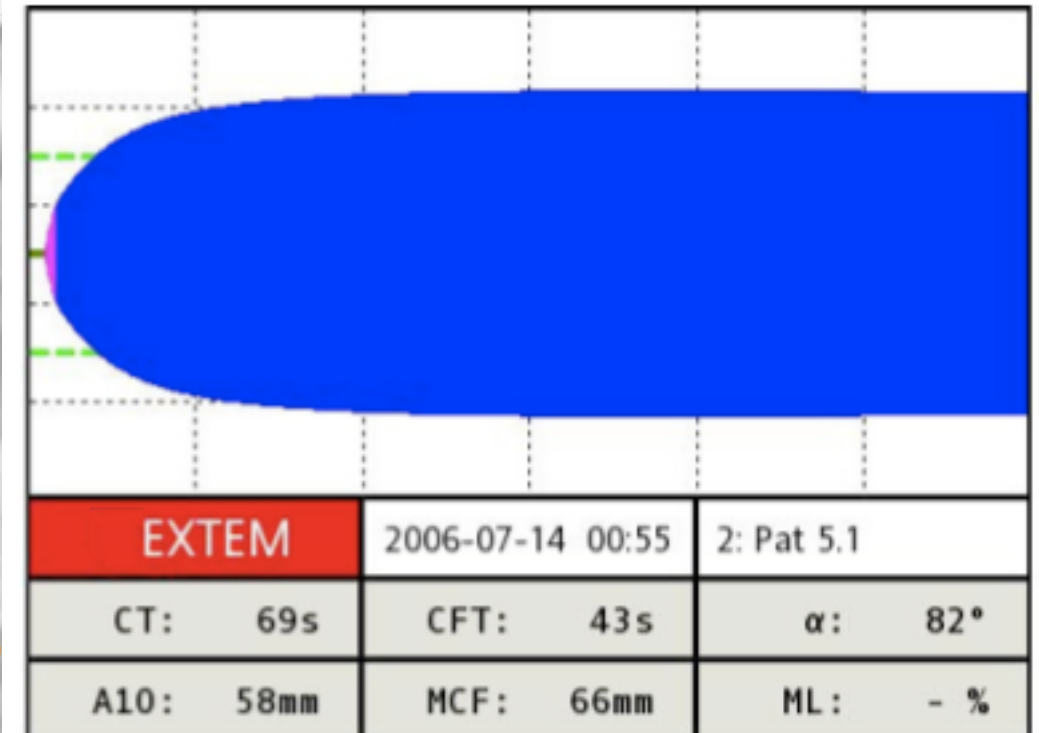 EXTEM 2006-07-14 00:55 2: Pat 5.1
CT: 69s CFT: 43s α: 82°
A10: 58mm MCF: 66mm ML: - %